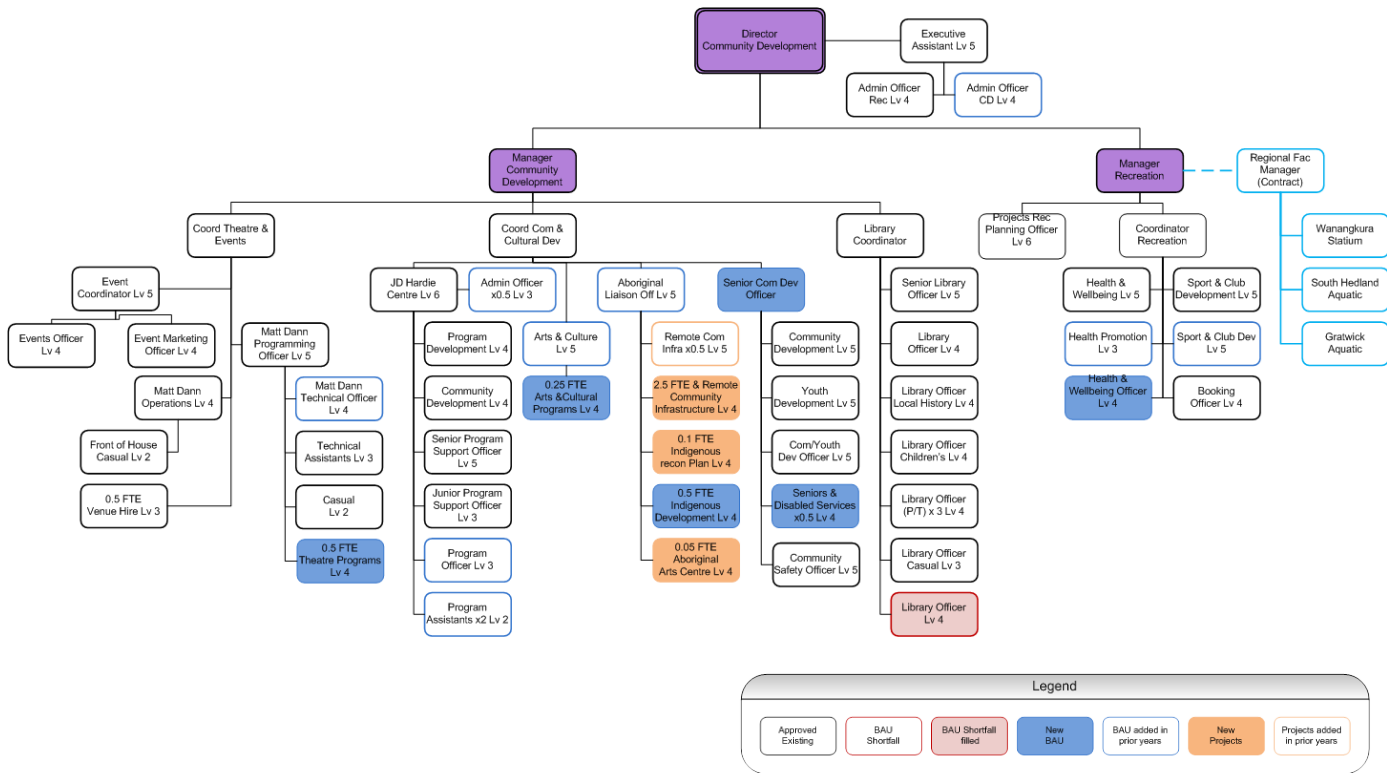 Director
Community Development
Executive
Assistant Lv 5
Admin Officer
Rec Lv 4
Admin Officer
CD Lv 4
Manager
Community
Development
Manager
Recreation
Regional Fac
Manager
(Contract)
Coord Theatre &
Events
Coord Com &
Cultural Dev
Library
Coordinator
Projects Rec
Planning Officer
Lv 6
Coordinator
Recreation
Wanangkura
Statium
South Hedland
Aquatic
Gratwick
Aquatic
Event
Coordinator Lv 5
Events Officer
Lv 4
Event Marketing
Officer Lv 4
Matt Dann
Programming
Officer Lv 5
Matt Dann
Operations Lv 4
Front of House
Casual Lv 2
0.5 FTE
Venue Hire Lv 3
Matt Dann
Technical Officer
Lv 4
Technical
Assistants Lv 3
Casual
Lv 2
0.5 FTE
Theatre Programs
Lv 4
JD Hardie
Centre Lv 6
Admin Officer
x0.5 Lv 3
Aboriginal
Liaison Off Lv 5
Senior Com Dev
Officer
Program
Development Lv 4
Community
Development Lv 4
Senior Program
Support Officer
Lv 5
Junior Program
Support Officer
Lv 3
Program
Officer Lv 3
Program
Assistants x2 Lv 2
Arts & Culture
Lv 5
0.25 FTE
Arts &Cultural
Programs Lv 4
Remote Com
Infra x0.5 Lv 5
2.5 FTE & Remote
Community
Infrastructure Lv 4
0.1 FTE
Indigenous
recon Plan Lv 4
0.5 FTE
Indigenous
Development Lv 4
0.05 FTE
Aboriginal
Arts Centre Lv 4
Community
Development Lv 5
Youth
Development Lv 5
Com/Youth
Dev Officer Lv 5
Seniors &
Disabled Services
x0.5 Lv 4
Community
Safety Officer Lv 5
Senior Library
Officer Lv 5
Library
Officer Lv 4
Library Officer
Local History Lv 4
Library Officer
Children's Lv 4
Library Officer
(P/T) x 3 Lv 4
Library Officer
Casual Lv 3
Library Officer
Lv 4
Health &
Wellbeing Lv 5
Sport & Club
Development Lv 5
Health Promotion
Lv 3
Sport & Club Dev
Lv 5
Health &
Wellbeing Officer
Lv 4
Booking
Officer Lv 4
Legend
Approved
Existing
BAU
Shortfall
BAU Shortfall
filled
New
BAU
BAU added in
prior years
New
Projects
Projects added
in prior years